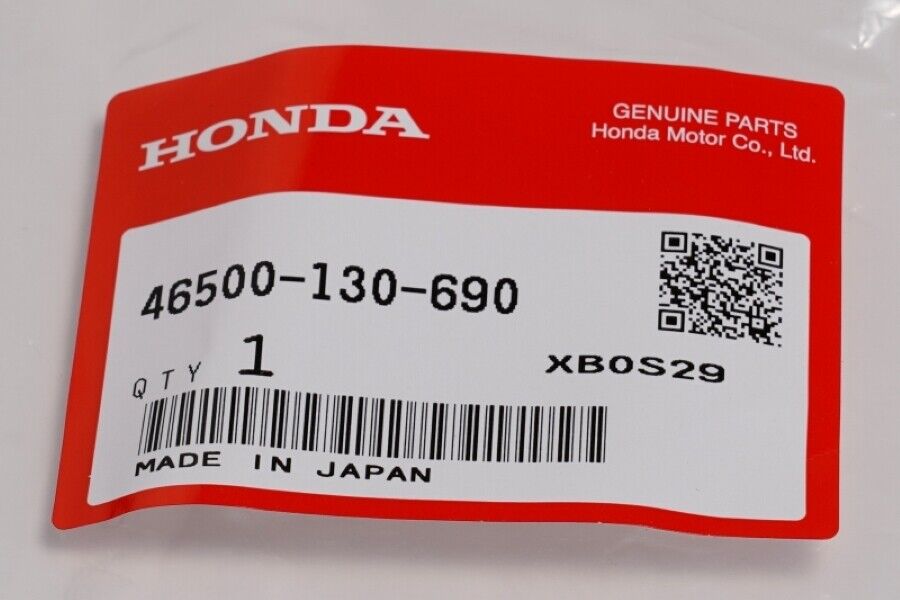 HONDA
GENUINE PARTS
Honda Motor Co., Ltd.
46500-130-690
QTY 1
XB0S29
MADE IN JAPAN